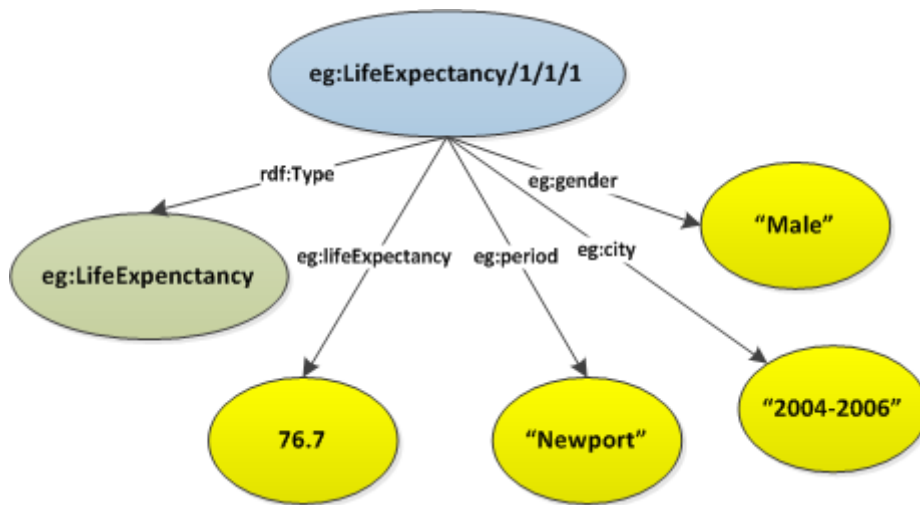 eg:LifeExpectancy/1/1/1
rdf:Type
eg:gender
“Male”
eg:LifeExpenctancy
eg:lifeExpectancy
eg:period
eg:city
76.7
“Newport”
“2004-2006”